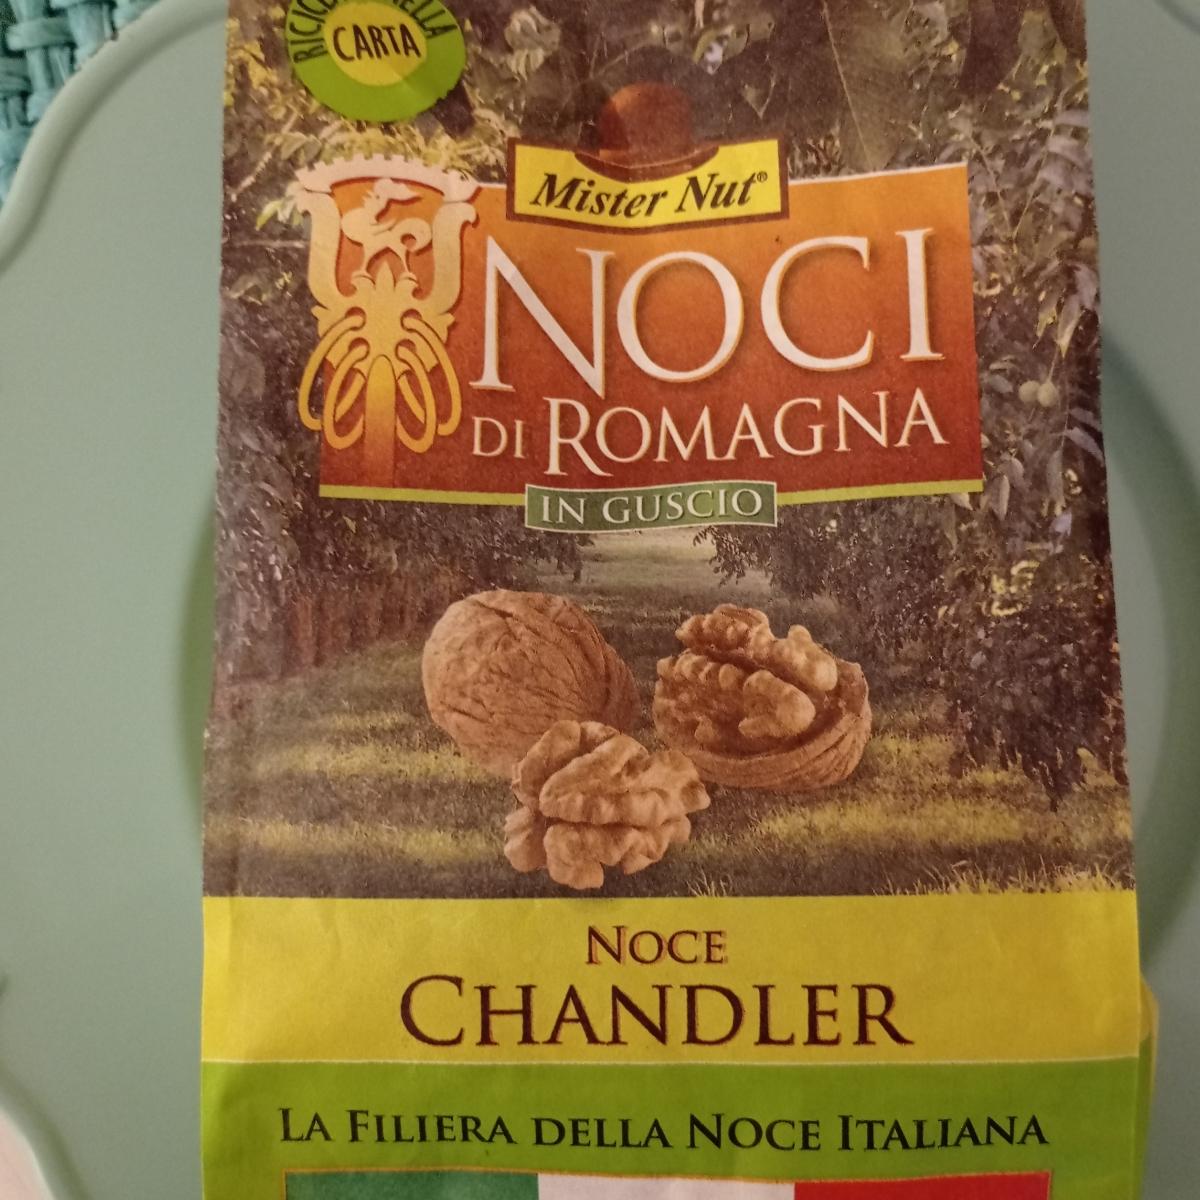 CARTA
Mister Nut®
NOCI
DI ROMAGNA
IN GUSCIO
NOCE
CHANDLER
LA FILIERA DELLA NOCE ITALIANA